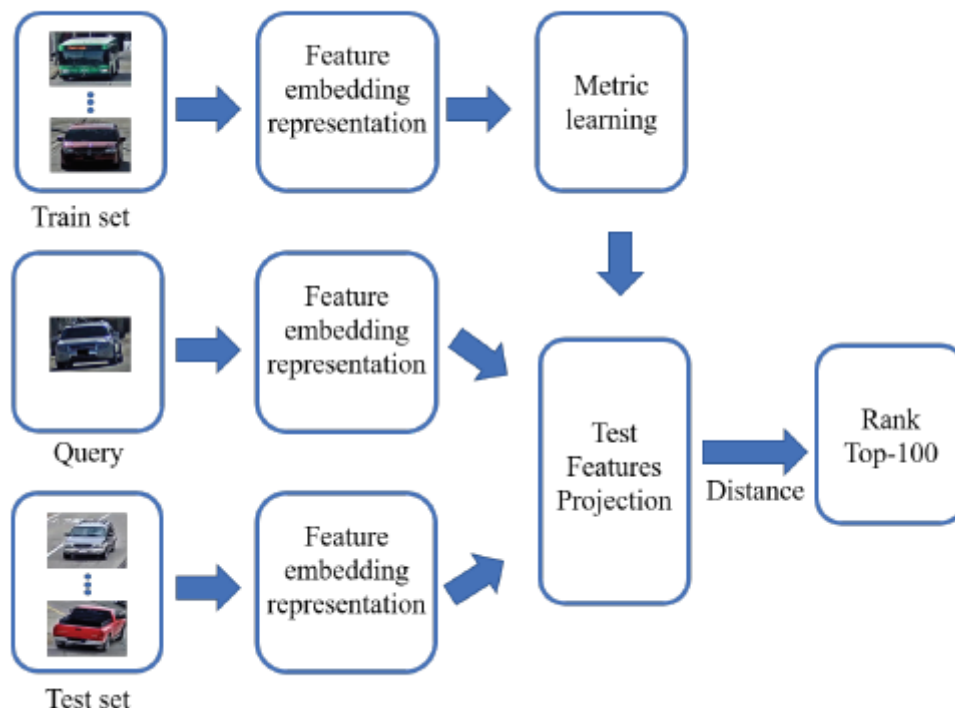 Feature
embedding
representation
Metric
learning
Train set
Feature
embedding
representation
Query
Test
Features
Projection
Distance
Rank
Top-100
Feature
embedding
representation
Test set